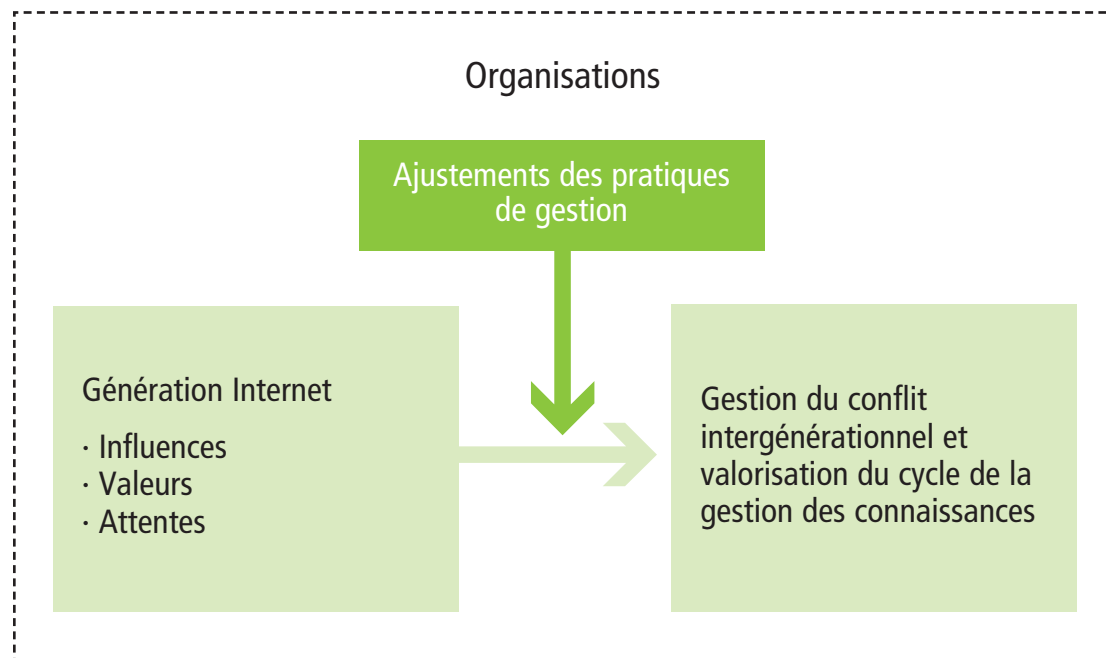 Organisations
Ajustements des pratiques
de gestion
Génération Internet
· Influences
· Valeurs
· Attentes
Gestion du conflit
intergénérationnel et
valorisation du cycle de la
gestion des connaissances